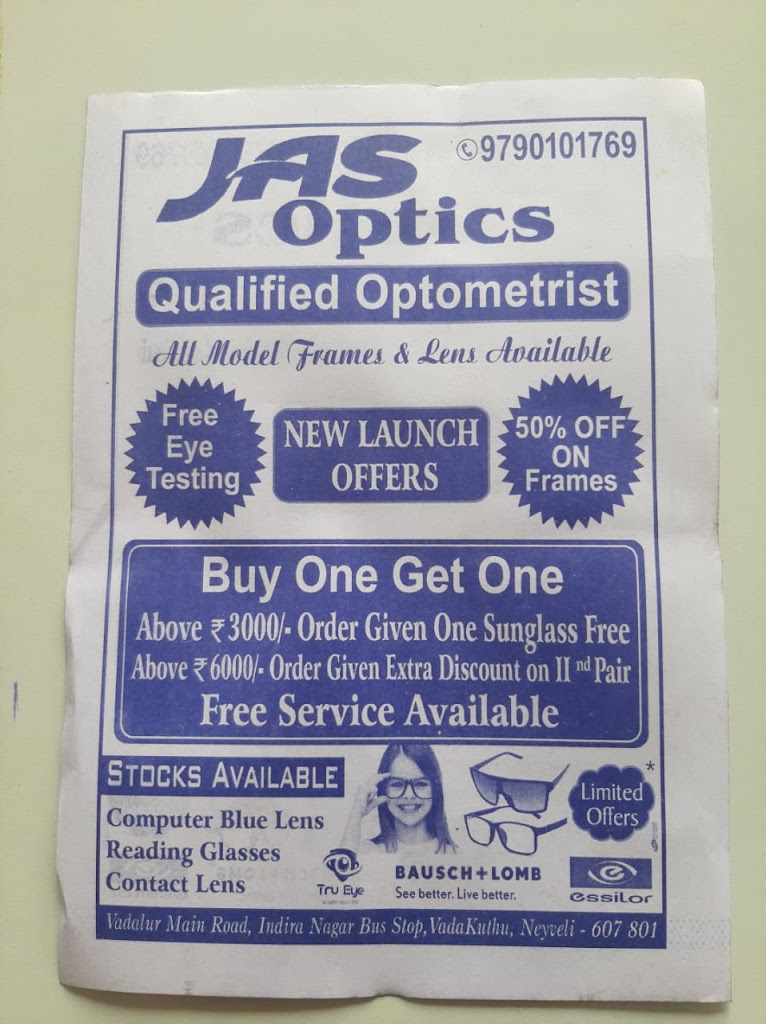 JAS
Optics
✆9790101769
Qualified Optometrist
All Model Frames & Lens Available
Free
Eye
Testing
NEW LAUNCH
OFFERS
50% OFF
ON
Frames
Buy One Get One
Above ₹3000/- Order Given One Sunglass Free
Above ₹6000/- Order Given Extra Discount on II nd Pair
Free Service Available
STOCKS AVAILABLE
Computer Blue Lens
Reading Glasses
Contact Lens
Tru Eye
BAUSCH+LOMB
See better. Live better.
Limited
Offers
*
essilor
Vadalur Main Road, Indira Nagar Bus Stop, VadaKuthu, Neyveli - 607 801